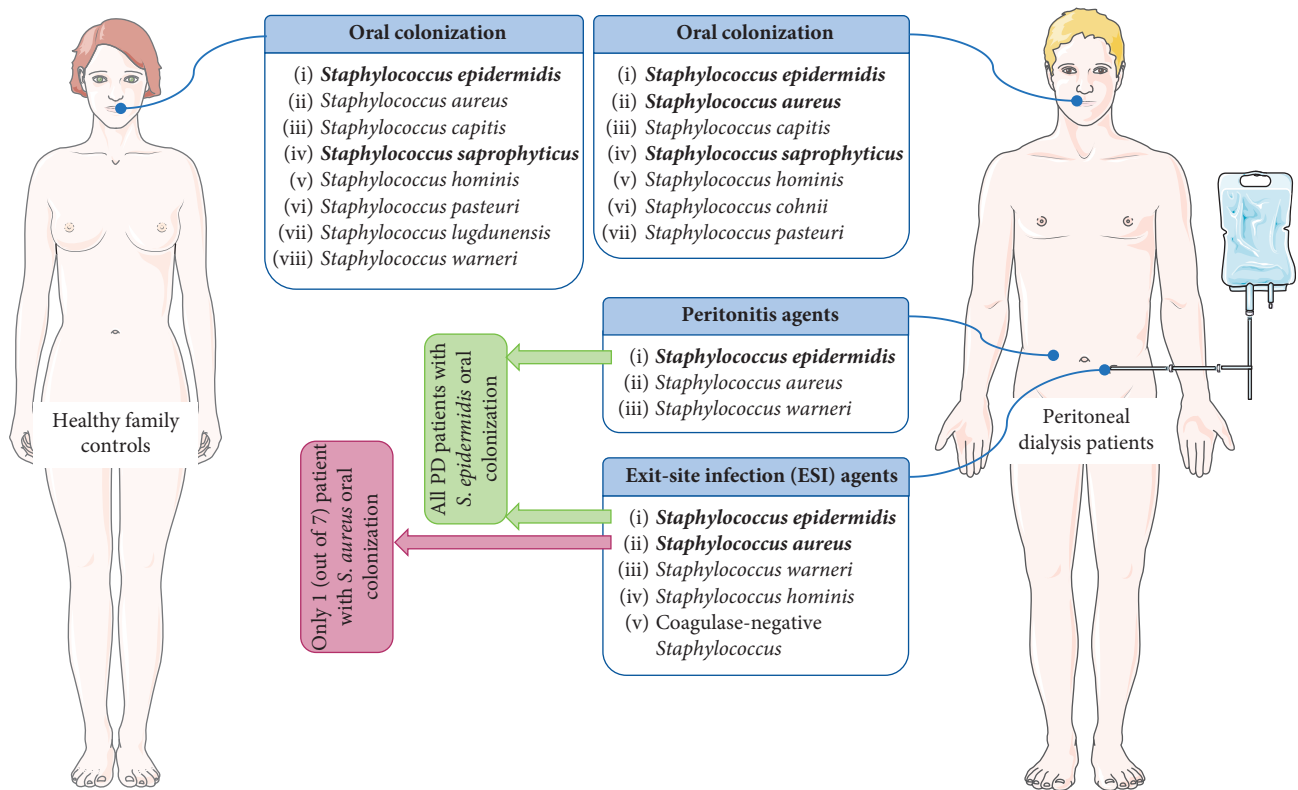 Oral colonization
(i) Staphylococcus epidermidis
(ii) Staphylococcus aureus
(iii) Staphylococcus capitis
(iv) Staphylococcus saprophyticus
(v) Staphylococcus hominis
(vi) Staphylococcus pasteuri
(vii) Staphylococcus lugdunensis
(viii) Staphylococcus warneri
Oral colonization
(i) Staphylococcus epidermidis
(ii) Staphylococcus aureus
(iii) Staphylococcus capitis
(iv) Staphylococcus saprophyticus
(v) Staphylococcus hominis
(vi) Staphylococcus cohnii
(vii) Staphylococcus pasteuri
Peritonitis agents
(i) Staphylococcus epidermidis
(ii) Staphylococcus aureus
(iii) Staphylococcus warneri
All PD patients with
S. epidermidis oral
colonization
Healthy family
controls
Peritoneal
dialysis patients
Exit-site infection (ESI) agents
(i) Staphylococcus epidermidis
(ii) Staphylococcus aureus
(iii) Staphylococcus warneri
(iv) Staphylococcus hominis
(v) Coagulase-negative
Staphylococcus
Only 1 (out of 7) patient
with S. aureus oral
colonization